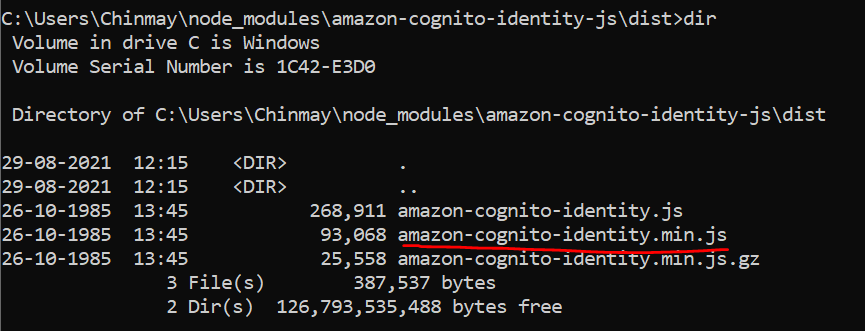 C:\Users\Chinmay\node_modules\amazon-cognito-identity-js\dist>dir
Volume in drive C is Windows
Volume Serial Number is 1C42-E3D0
Directory of C:\Users\Chinmay\node_modules\amazon-cognito-identity-js\dist
29-08-2021 12:15 <DIR> .
29-08-2021 12:15 <DIR> ..
26-10-1985 13:45 268,911 amazon-cognito-identity.js
26-10-1985 13:45 93,068 amazon-cognito-identity.min.js
26-10-1985 13:45 25,558 amazon-cognito-identity.min.js.gz
3 File(s) 387,537 bytes
2 Dir(s) 126,793,535,488 bytes free